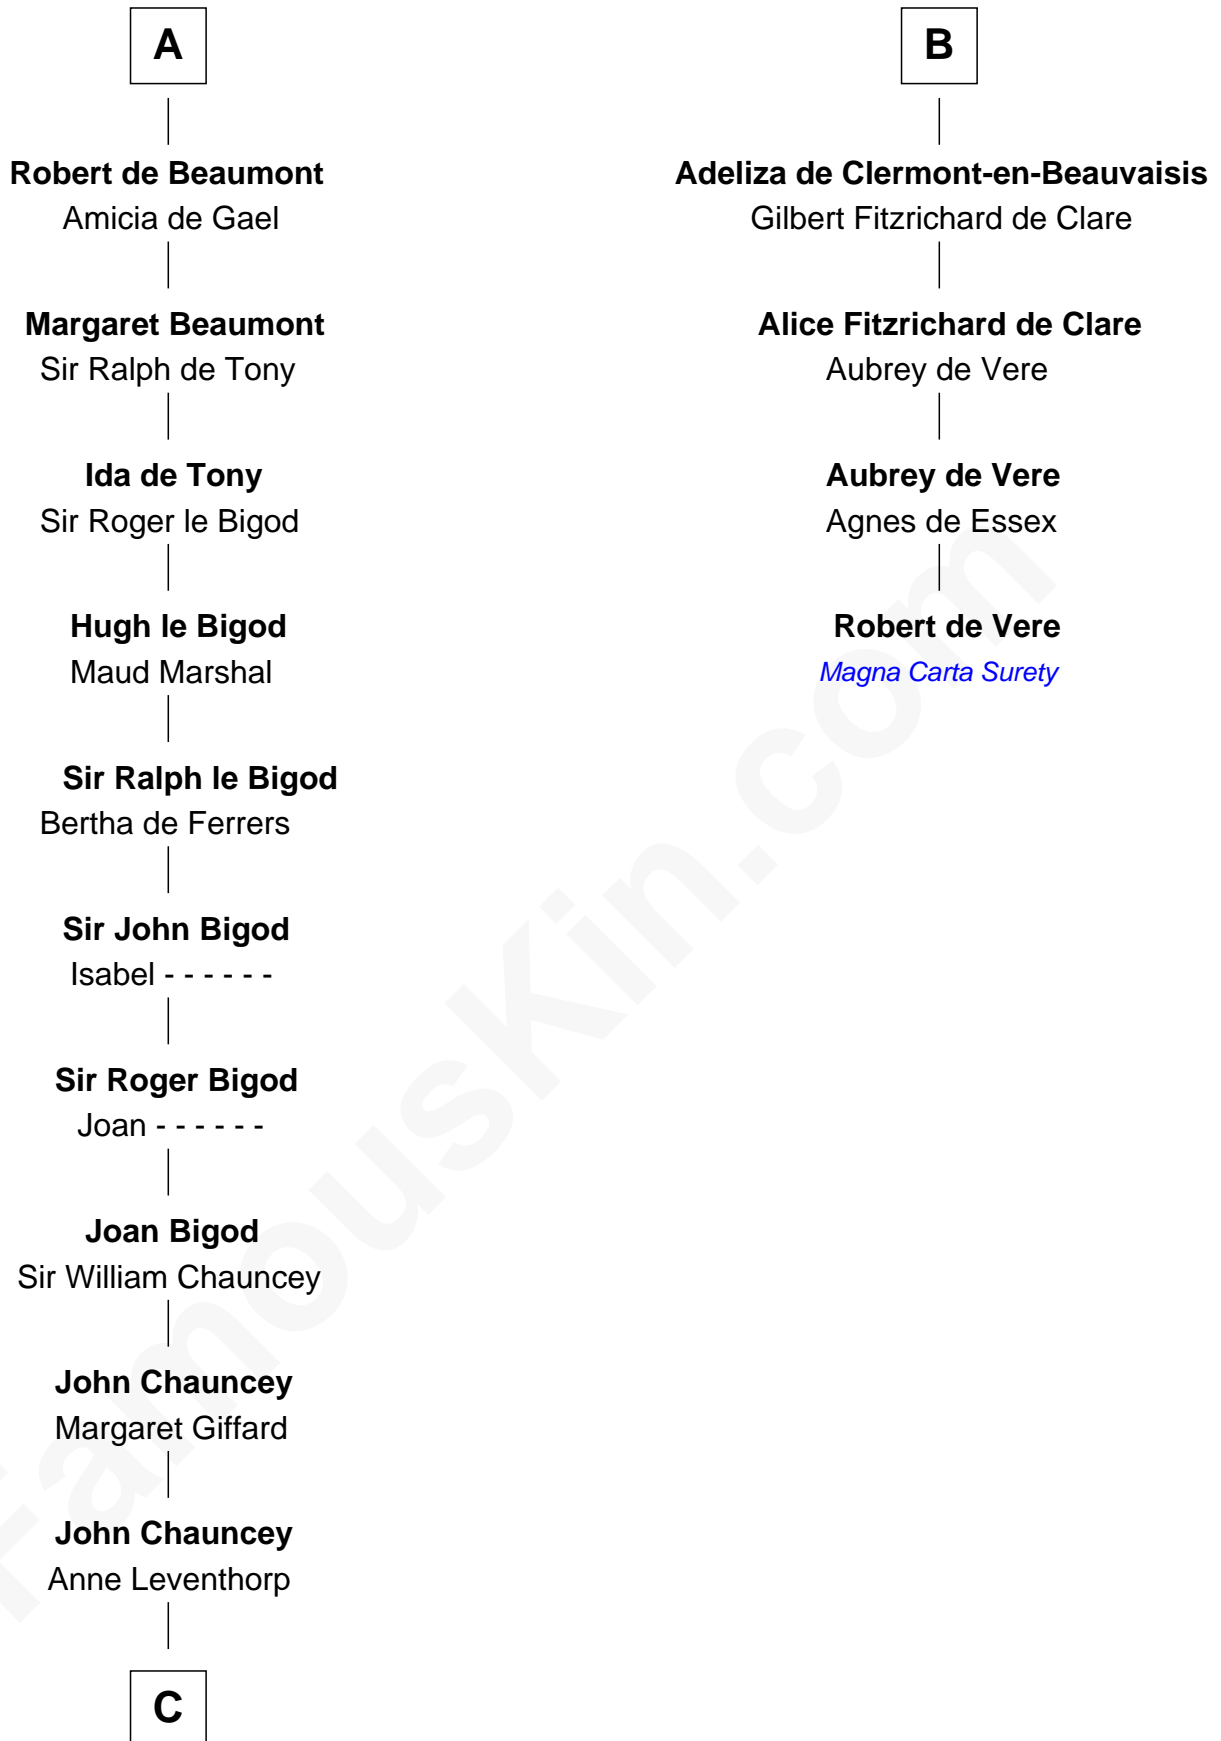 A
Robert de Beaumont
Amicia de Gael
Margaret Beaumont
Sir Ralph de Tony
Ida de Tony
Sir Roger le Bigod
Hugh le Bigod
Maud Marshal
Sir Ralph le Bigod
Bertha de Ferrers
Sir John Bigod
Isabel - - - - - -
Sir Roger Bigod
Joan - - - - - -
Joan Bigod
Sir William Chauncey
John Chauncey
Margaret Giffard
John Chauncey
Anne Leventhorp
C
B
Adeliza de Clermont-en-Beauvaisis
Gilbert Fitzrichard de Clare
Alice Fitzrichard de Clare
Aubrey de Vere
Aubrey de Vere
Agnes de Essex
Robert de Vere
Magna Carta Surety
FamousKin.com